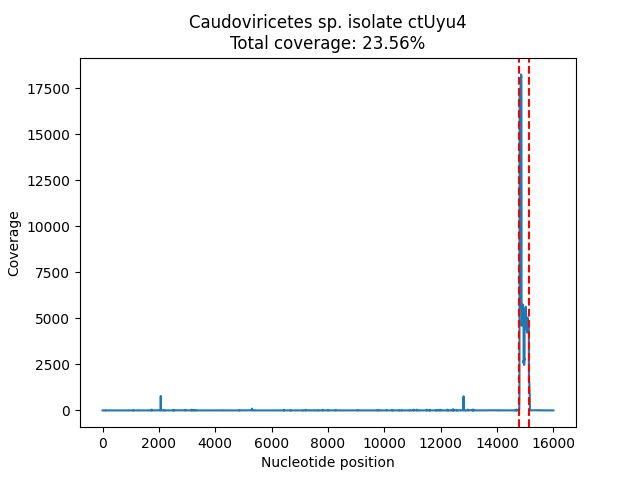 Caudoviricetes sp. isolate ctUyu4
Total coverage: 23.56%
17500
15000
12500
10000
7500
5000
2500
0
Coverage
0 2000 4000 6000 8000 10000 12000 14000 16000
Nucleotide position